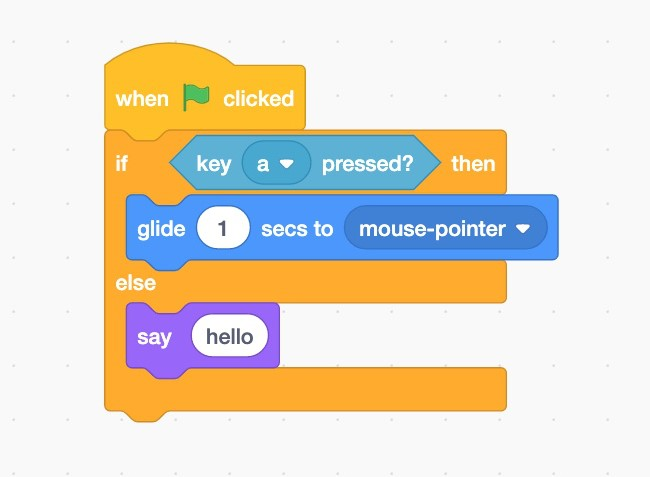 when clicked
if key a pressed? then
glide 1 secs to mouse-pointer
else
say hello